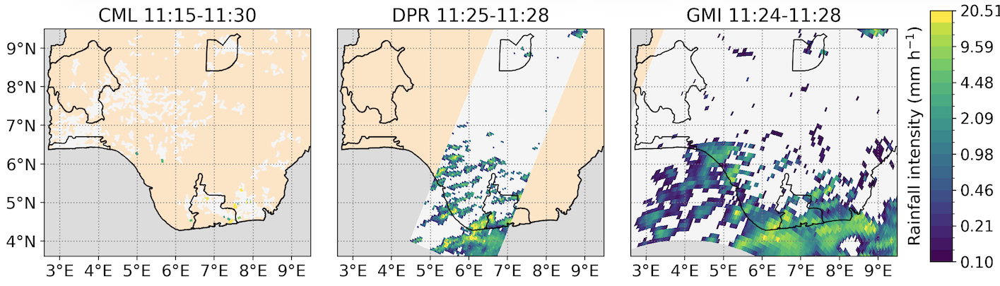 CML 11:15-11:30
DPR 11:25-11:28
GMI 11:24-11:28
9°N
8°N
7°N
6°N
5°N
4°N
3°E 4°E 5°E 6°E 7°E 8°E 9°E
3°E 4°E 5°E 6°E 7°E 8°E 9°E
3°E 4°E 5°E 6°E 7°E 8°E 9°E
20.51
9.59
4.48
2.09
0.98
0.46
0.21
0.10
Rainfall intensity (mm h⁻¹)